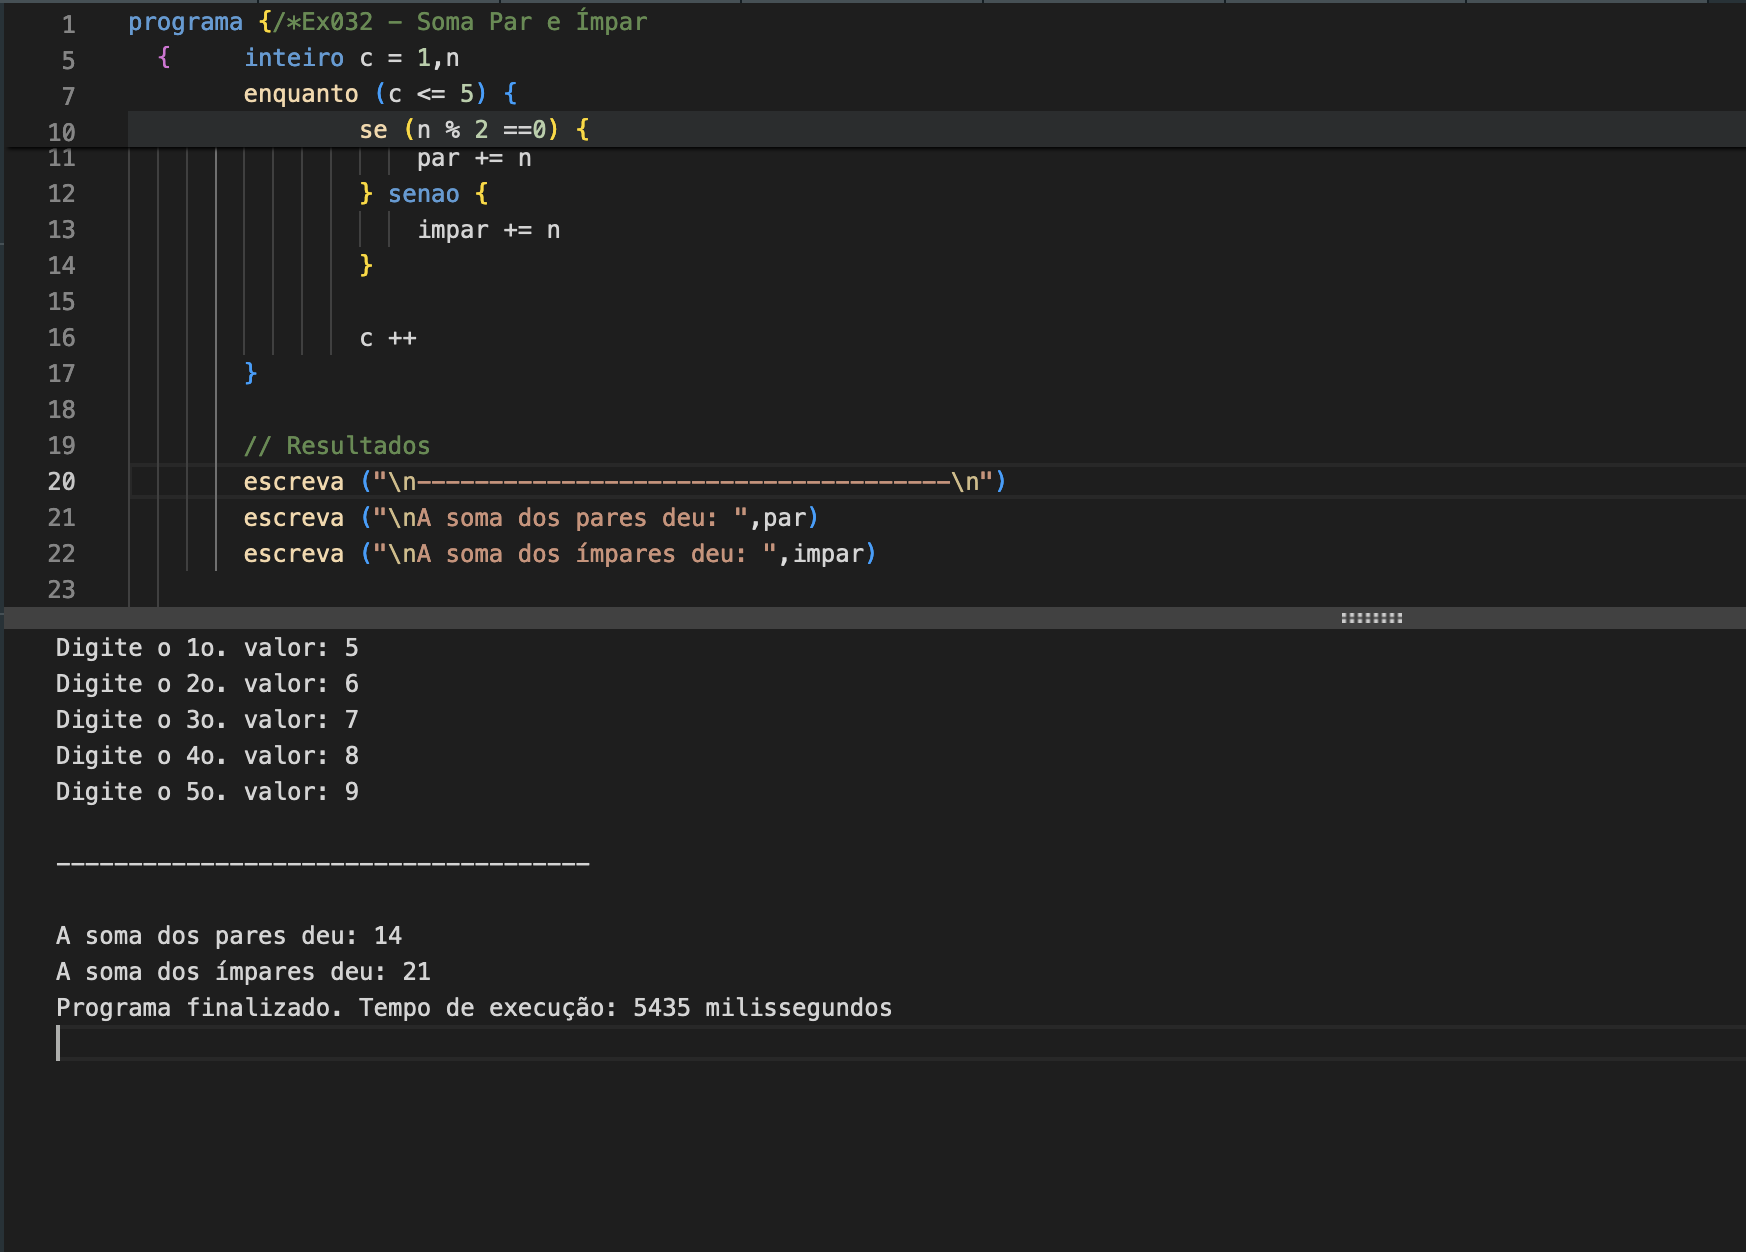 1 programa {/*Ex032 - Soma Par e Ímpar
5 { inteiro c = 1,n
7 enquanto (c <= 5) {
10 se (n % 2 ==0) {
11 par += n
12 } senao {
13 impar += n
14 }
15
16 c ++
17 }
18
19 // Resultados
20 escreva ("\n-------------------------------------\n")
21 escreva ("\nA soma dos pares deu: ",par)
22 escreva ("\nA soma dos ímpares deu: ",impar)
23
Digite o 1o. valor: 5
Digite o 2o. valor: 6
Digite o 3o. valor: 7
Digite o 4o. valor: 8
Digite o 5o. valor: 9
-------------------------------------
A soma dos pares deu: 14
A soma dos ímpares deu: 21
Programa finalizado. Tempo de execução: 5435 milissegundos